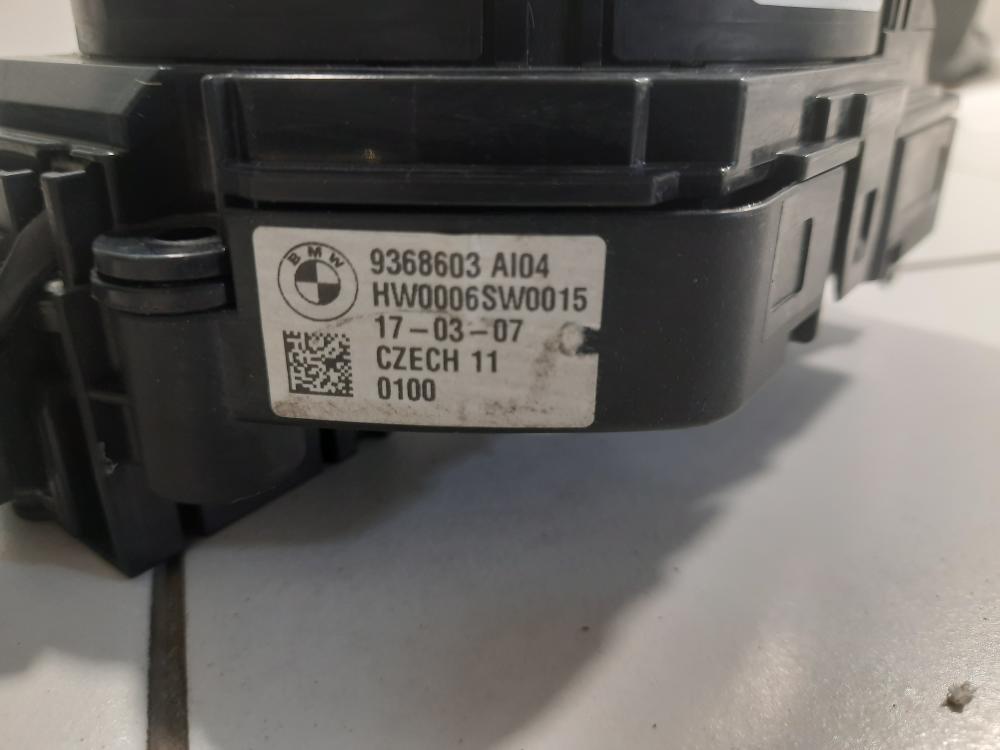 BMW
9368603 AI04
HW0006SW0015
17-03-07
CZECH 11
0100